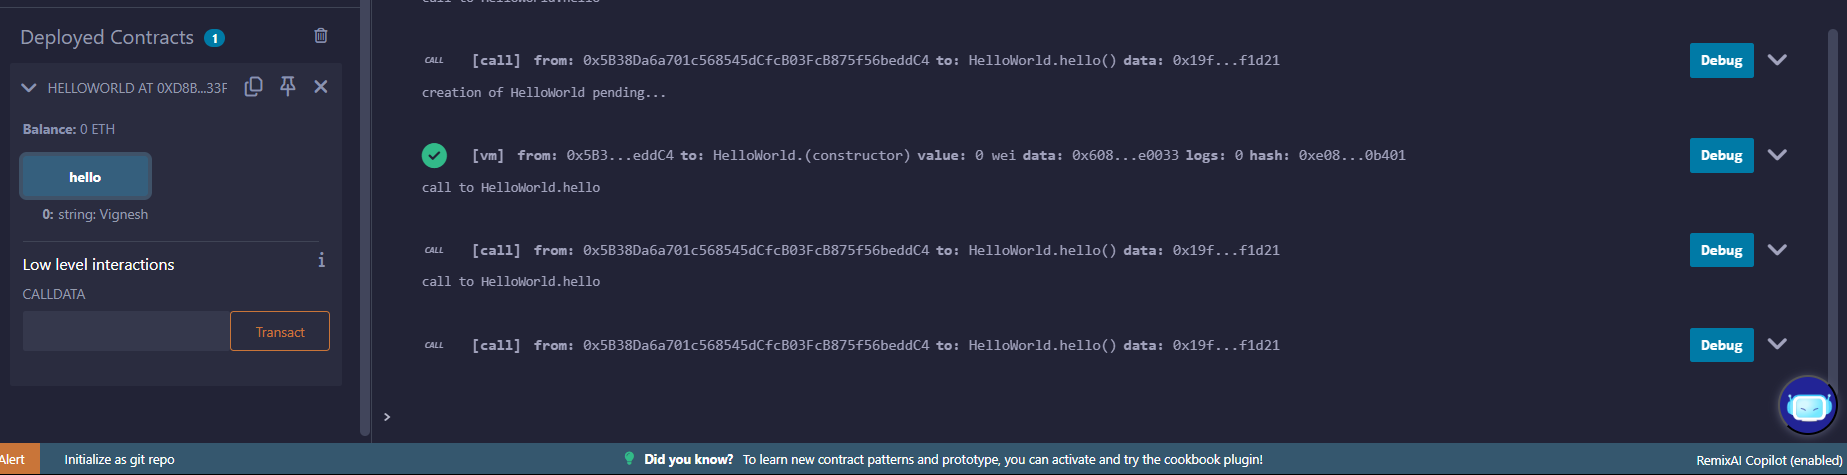 call to HelloWorld.hello
Deployed Contracts 1
HELLOWORLD AT 0XD8B...33F
Balance: 0 ETH
hello
0: string: Vignesh
Low level interactions i
CALLDATA
Transact
CALL [call] from: 0x5B38Da6a701c568545dCfcB03FcB875f56beddC4 to: HelloWorld.hello() data: 0x19f...f1d21 Debug
creation of HelloWorld pending...
[vm] from: 0x5B3...eddC4 to: HelloWorld.(constructor) value: 0 wei data: 0x608...e0033 logs: 0 hash: 0xe08...0b401 Debug
call to HelloWorld.hello
CALL [call] from: 0x5B38Da6a701c568545dCfcB03FcB875f56beddC4 to: HelloWorld.hello() data: 0x19f...f1d21 Debug
call to HelloWorld.hello
CALL [call] from: 0x5B38Da6a701c568545dCfcB03FcB875f56beddC4 to: HelloWorld.hello() data: 0x19f...f1d21 Debug
>
Alert Initialize as git repo Did you know? To learn new contract patterns and prototype, you can activate and try the cookbook plugin! RemixAI Copilot (enabled)